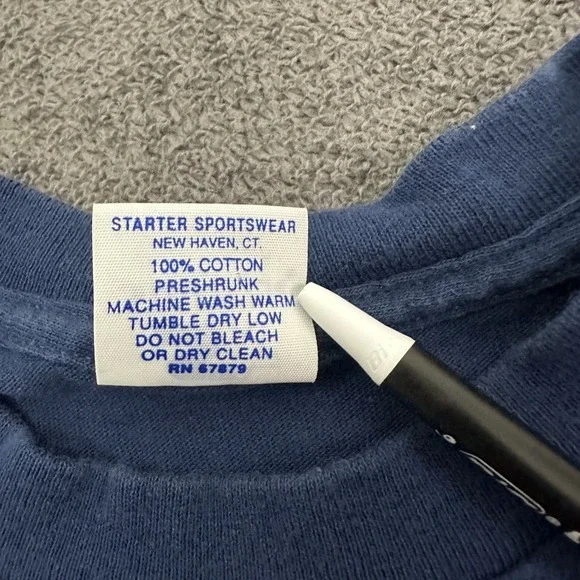 STARTER SPORTSWEAR
NEW HAVEN, CT.
100% COTTON
PRESHRUNK
MACHINE WASH WARM
TUMBLE DRY LOW
DO NOT BLEACH
OR DRY CLEAN
RN 67879